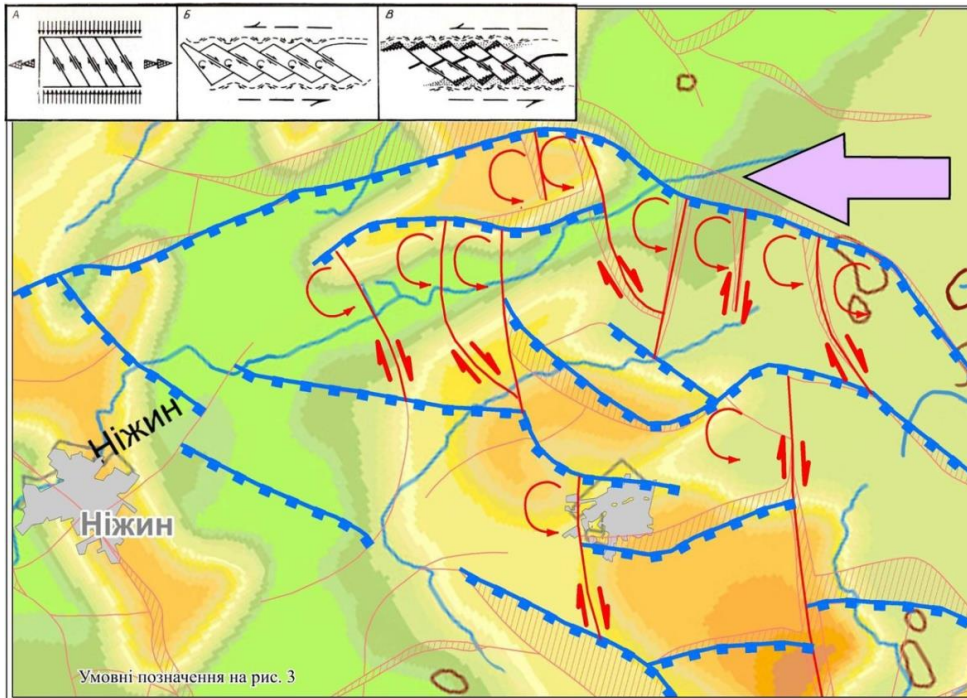 А
Б
В
Ніжин
Ніжин
Умовні позначення на рис. 3